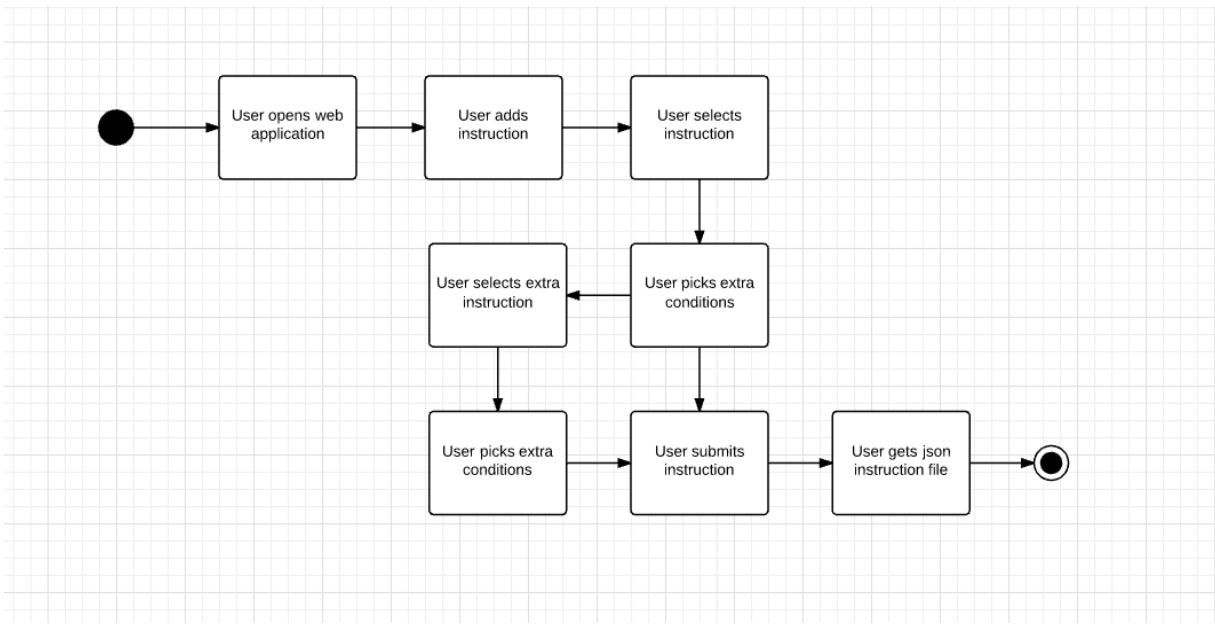 User opens web
application
User adds
instruction
User selects
instruction
User selects extra
instruction
User picks extra
conditions
User picks extra
conditions
User submits
instruction
User gets json
instruction file